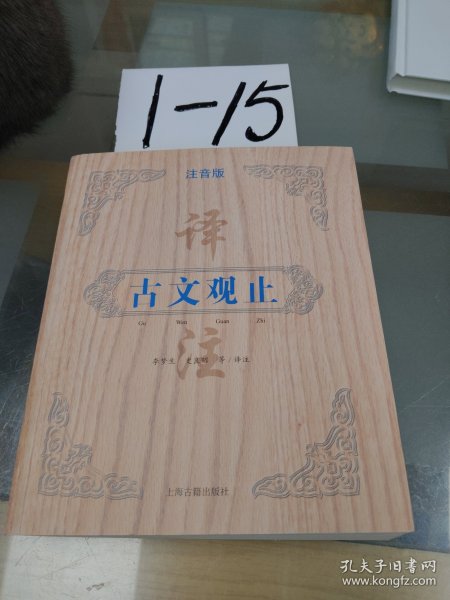 1-15
注音版
译
古文观止
Gu Wen Guan Zhi
注
李梦生 史良昭 等/译注
上海古籍出版社
孔夫子旧书网
www.kongfz.com